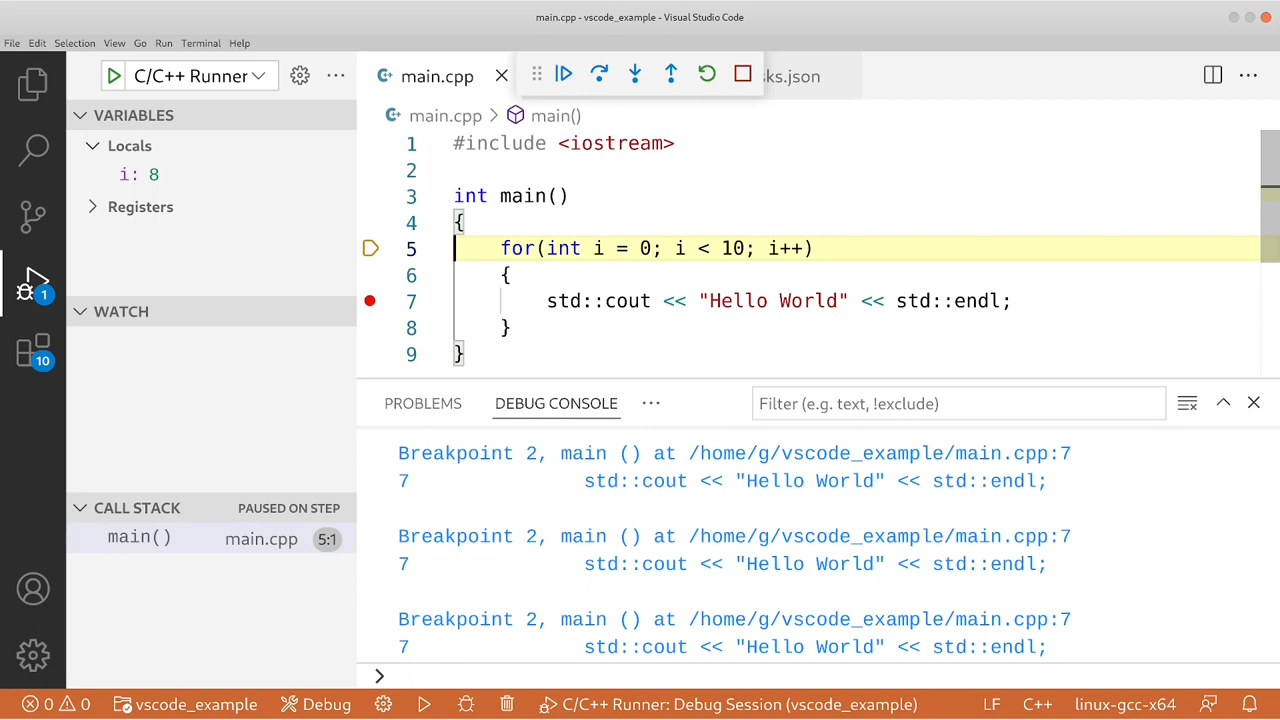 main.cpp - vscode_example - Visual Studio Code
File Edit Selection View Go Run Terminal Help
C/C++ Runner
main.cpp
sks.json
VARIABLES
Locals
i: 8
Registers
WATCH
CALL STACK
PAUSED ON STEP
main() main.cpp 5:1
main.cpp > main()
1 #include <iostream>
2
3 int main()
4 {
5 for(int i = 0; i < 10; i++)
6 {
7 std::cout << "Hello World" << std::endl;
8 }
9 }
PROBLEMS DEBUG CONSOLE ···
Filter (e.g. text, !exclude)
Breakpoint 2, main () at /home/g/vscode_example/main.cpp:7
7 std::cout << "Hello World" << std::endl;
Breakpoint 2, main () at /home/g/vscode_example/main.cpp:7
7 std::cout << "Hello World" << std::endl;
Breakpoint 2, main () at /home/g/vscode_example/main.cpp:7
7 std::cout << "Hello World" << std::endl;
>
1
10
0 0 vscode_example Debug C/C++ Runner: Debug Session (vscode_example) LF C++ linux-gcc-x64